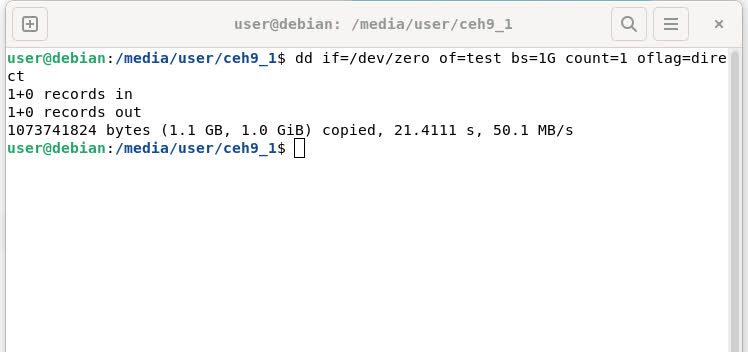 user@debian: /media/user/ceh9_1
user@debian:/media/user/ceh9_1$ dd if=/dev/zero of=test bs=1G count=1 oflag=dire
ct
1+0 records in
1+0 records out
1073741824 bytes (1.1 GB, 1.0 GiB) copied, 21.4111 s, 50.1 MB/s
user@debian:/media/user/ceh9_1$